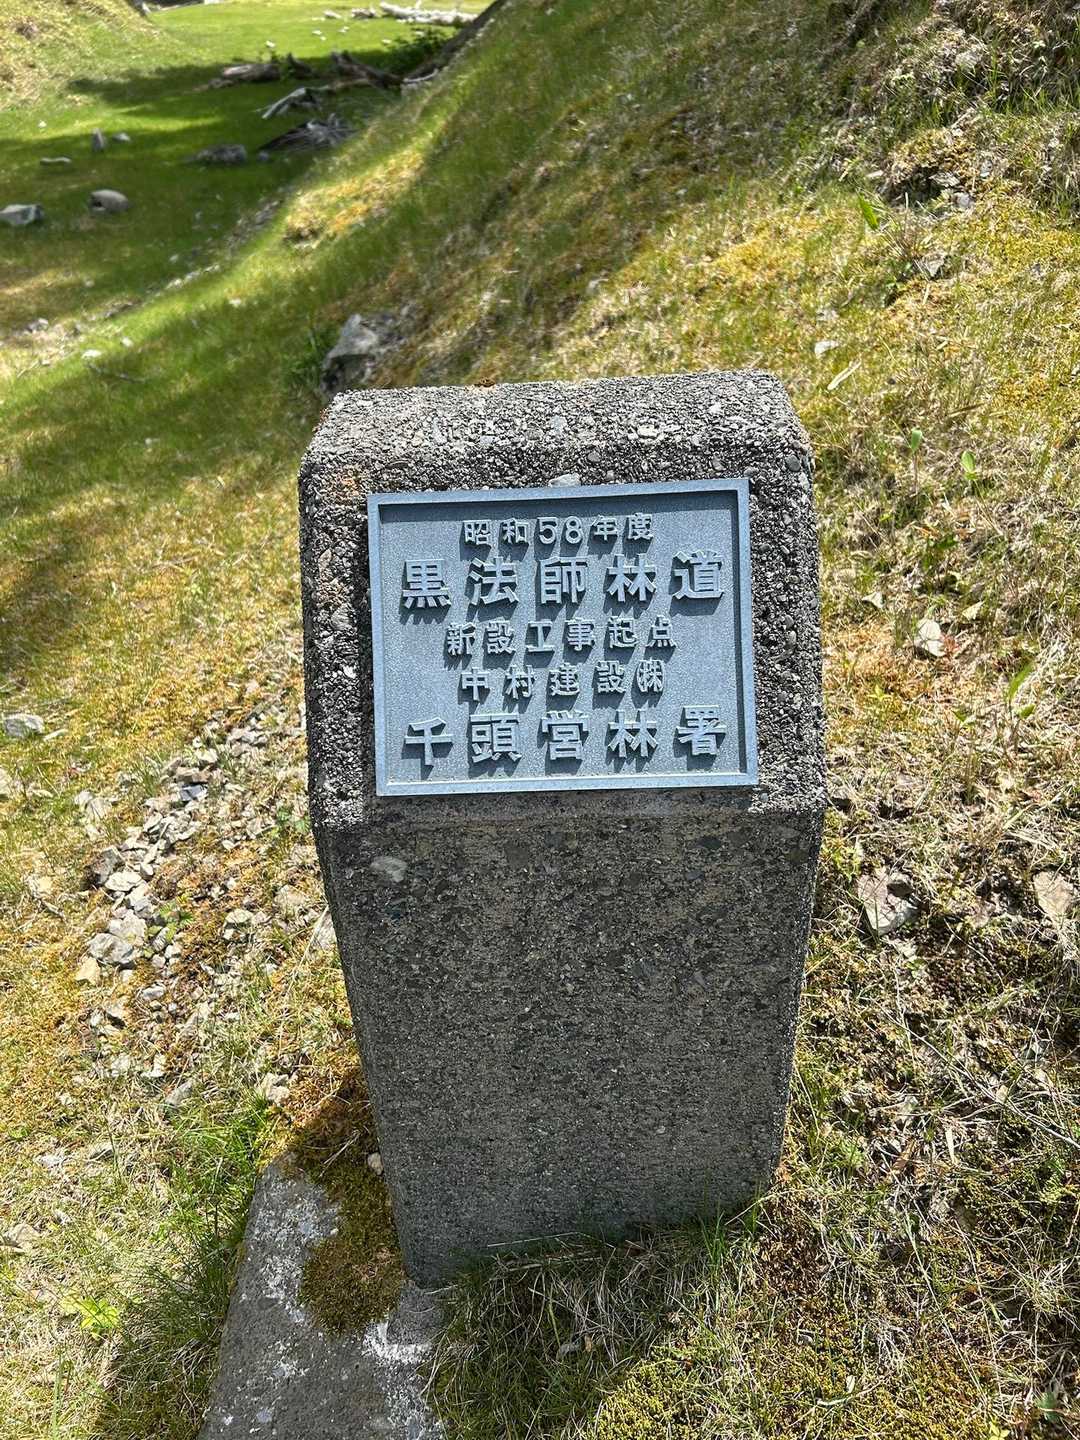 昭和58年度
黒法師林道
新設工事起点
中村建設㈱
千頭営林署